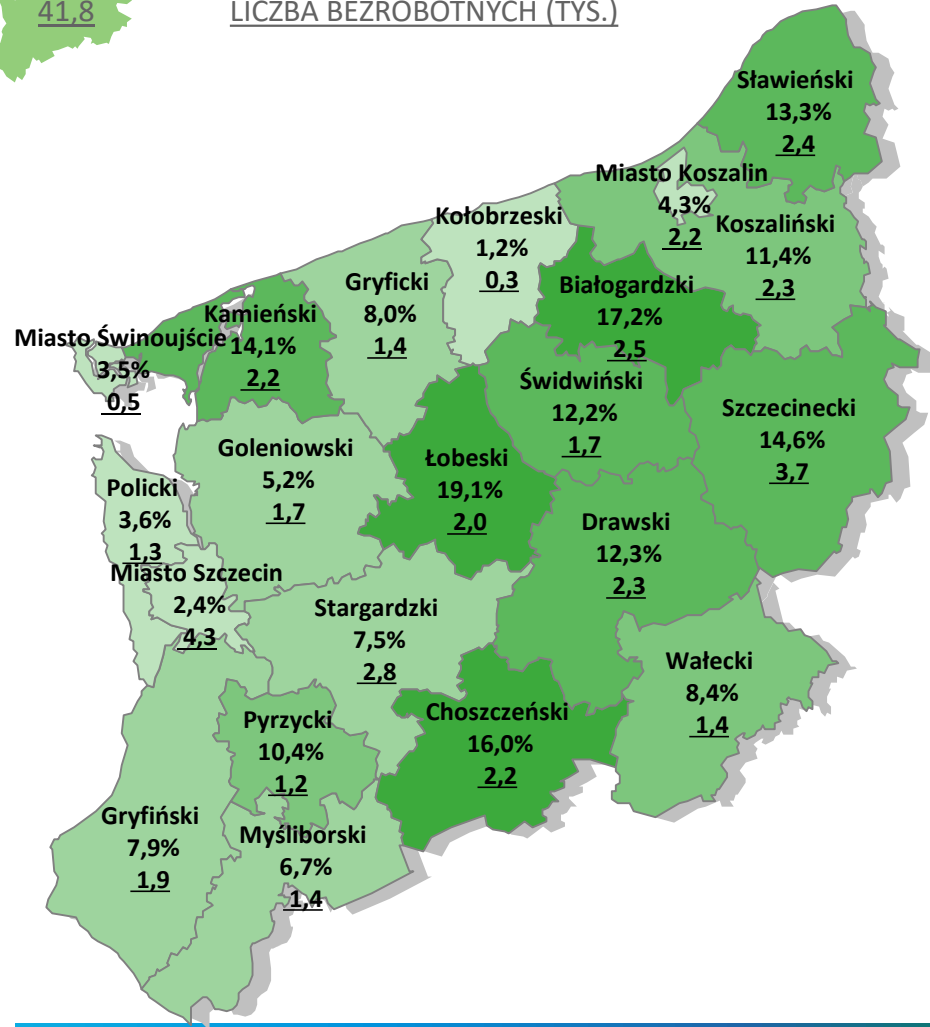 41,8
LICZBA BEZROBOTNYCH (TYS.)
Sławieński
13,3%
2,4
Miasto Koszalin
4,3%
2,2
Koszaliński
11,4%
2,3
Kołobrzeski
1,2%
0,3
Białogardzki
17,2%
2,5
Gryficki
8,0%
1,4
Kamieński
14,1%
2,2
Miasto Świnoujście
3,5%
0,5
Świdwiński
12,2%
1,7
Szczecinecki
14,6%
3,7
Goleniowski
5,2%
1,7
Łobeski
19,1%
2,0
Policki
3,6%
1,3
Drawski
12,3%
2,3
Miasto Szczecin
2,4%
4,3
Stargardzki
7,5%
2,8
Wałecki
8,4%
1,4
Choszczeński
16,0%
2,2
Pyrzycki
10,4%
1,2
Gryfiński
7,9%
1,9
Myśliborski
6,7%
1,4